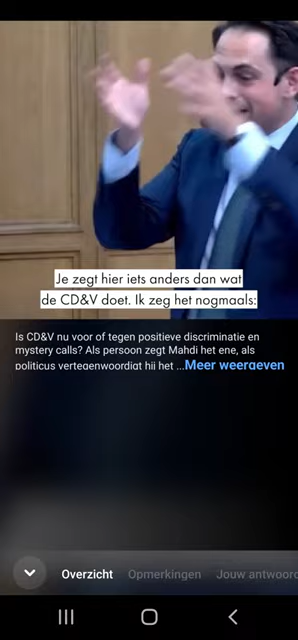 Je zegt hier iets anders dan wat
de CD&V doet. Ik zeg het nogmaals:
Is CD&V nu voor of tegen positieve discriminatie en
mystery calls? Als persoon zegt Mahdi het ene, als
politicus vertegenwoordigt hij het ...Meer weergeven
Overzicht Opmerkingen Jouw antwoord